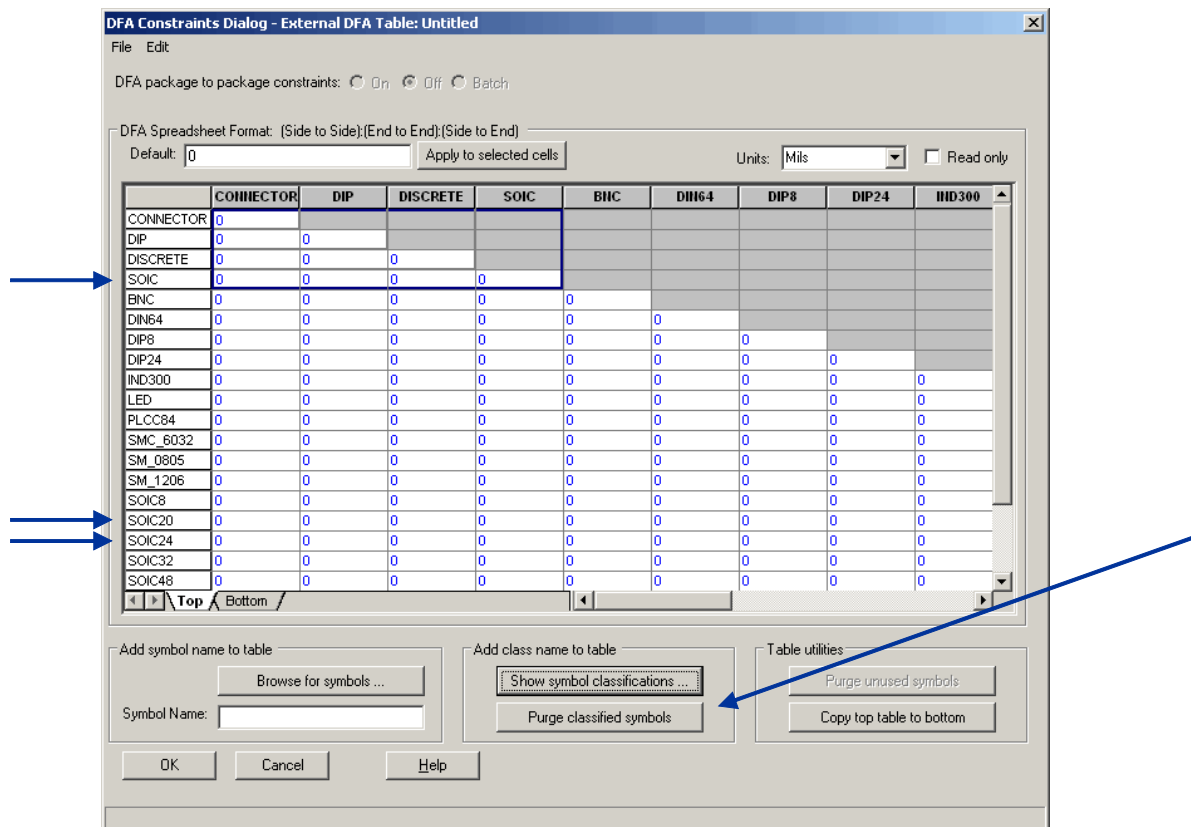 DFA Constraints Dialog - External DFA Table: Untitled
File Edit
DFA package to package constraints: On Off Batch
DFA Spreadsheet Format: (Side to Side):(End to End):(Side to End)
Default: 0 Apply to selected cells Units: Mils Read only
CONNECTOR DIP DISCRETE SOIC BNC DIN64 DIP8 DIP24 IND300
CONNECTOR 0
DIP 0 0
DISCRETE 0 0 0
SOIC 0 0 0 0
BNC 0 0 0 0 0
DIN64 0 0 0 0 0 0
DIP8 0 0 0 0 0 0 0
DIP24 0 0 0 0 0 0 0 0
IND300 0 0 0 0 0 0 0 0 0
LED 0 0 0 0 0 0 0 0 0
PLCC84 0 0 0 0 0 0 0 0 0
SMC_6032 0 0 0 0 0 0 0 0 0
SM_0805 0 0 0 0 0 0 0 0 0
SM_1206 0 0 0 0 0 0 0 0 0
SOIC8 0 0 0 0 0 0 0 0 0
SOIC20 0 0 0 0 0 0 0 0 0
SOIC24 0 0 0 0 0 0 0 0 0
SOIC32 0 0 0 0 0 0 0 0 0
SOIC48 0 0 0 0 0 0 0 0 0
Top Bottom
Add symbol name to table Add class name to table Table utilities
Browse for symbols ... Show symbol classifications ... Purge unused symbols
Symbol Name: Purge classified symbols Copy top table to bottom
OK Cancel Help